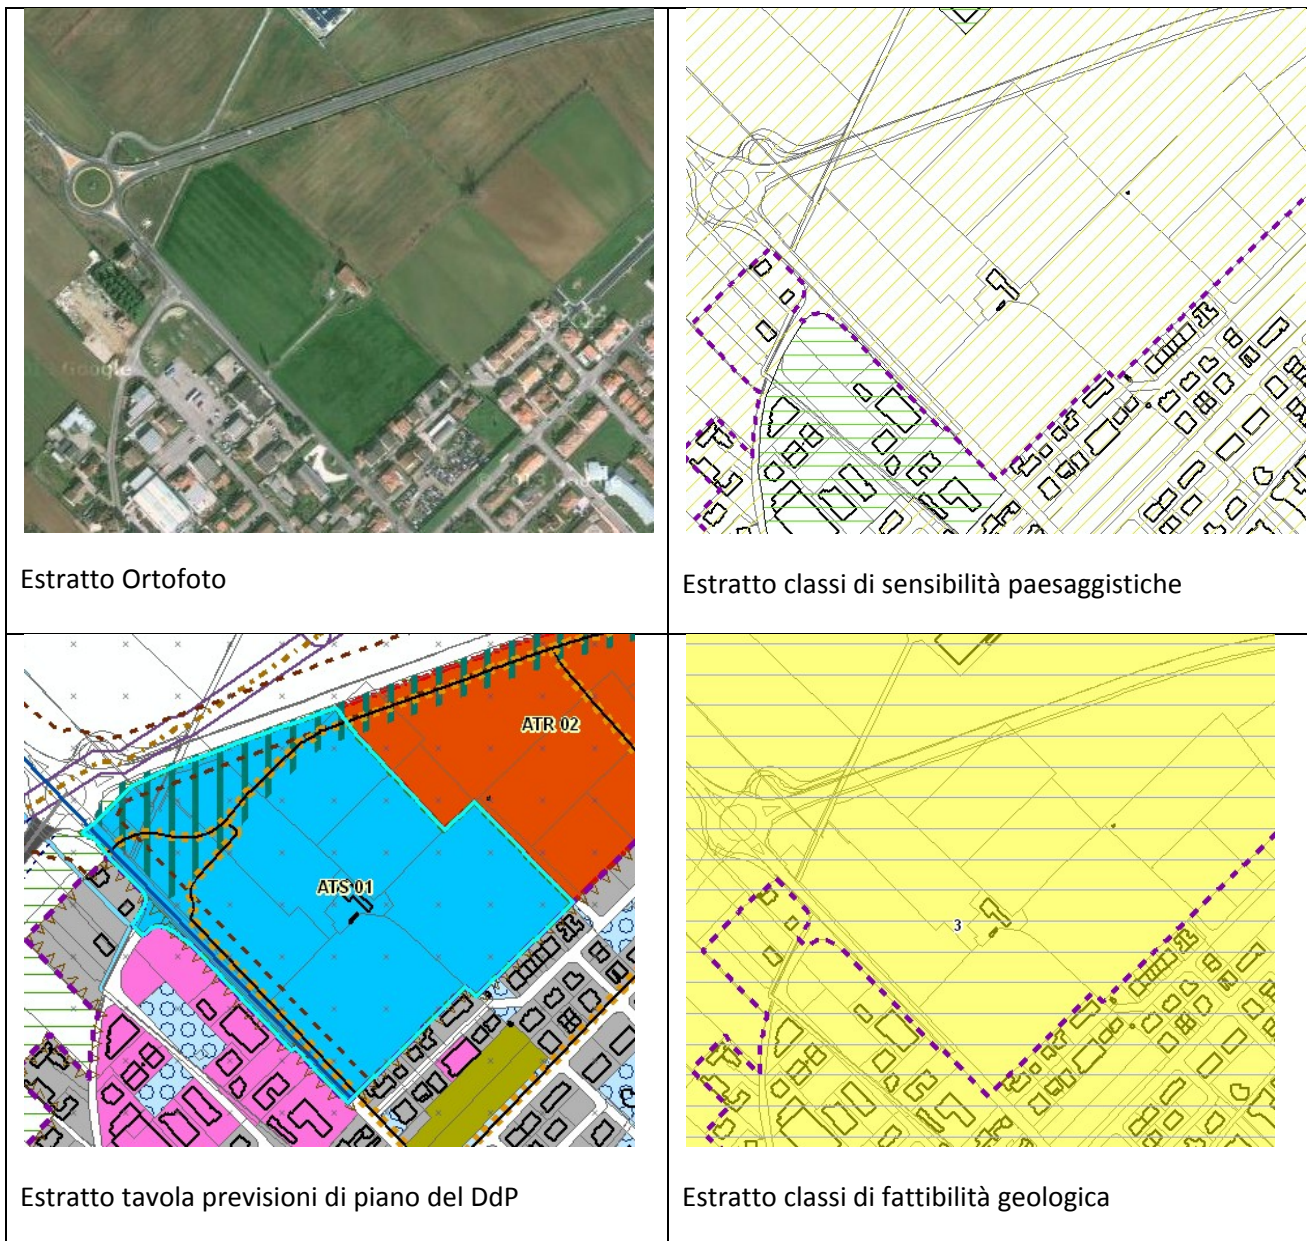 Google
Estratto Ortofoto
Estratto classi di sensibilità paesaggistiche
ATR 02
ATS 01
3
Estratto tavola previsioni di piano del DdP
Estratto classi di fattibilità geologica